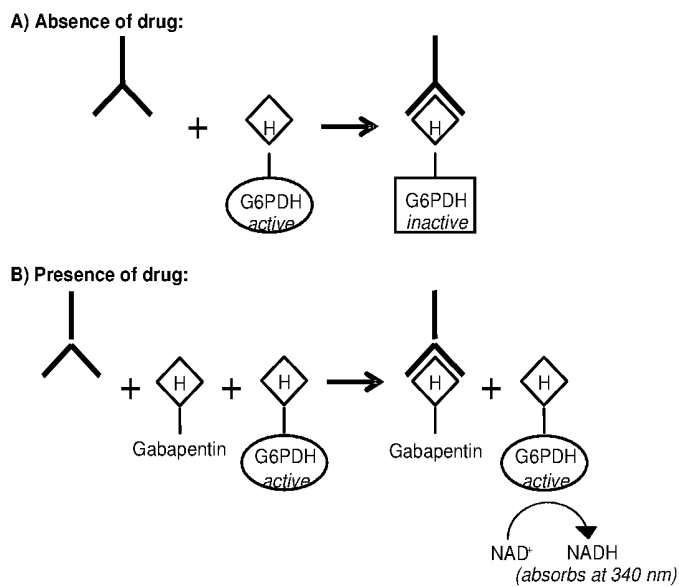 A) Absence of drug:
+
H
H
G6PDH
active
G6PDH
inactive
B) Presence of drug:
+ H + H H + H
Gabapentin
G6PDH
active
Gabapentin
G6PDH
active
NAD+ NADH
(absorbs at 340 nm)